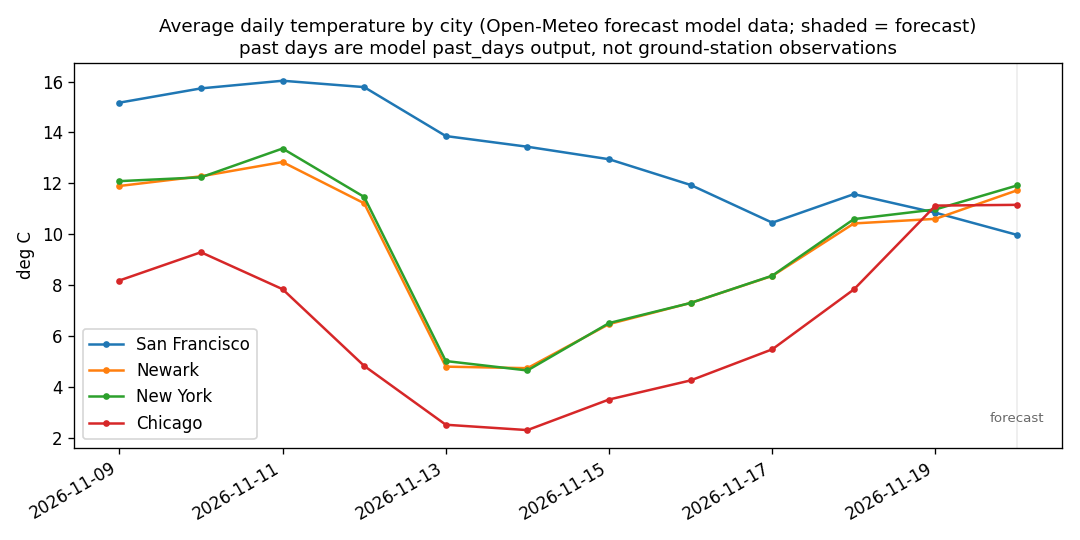 Average daily temperature by city (Open-Meteo forecast model data; shaded = forecast)
past days are model past_days output, not ground-station observations
deg C
16
14
12
10
8
6
4
2
San Francisco
Newark
New York
Chicago
forecast
2026-11-09
2026-11-11
2026-11-13
2026-11-15
2026-11-17
2026-11-19